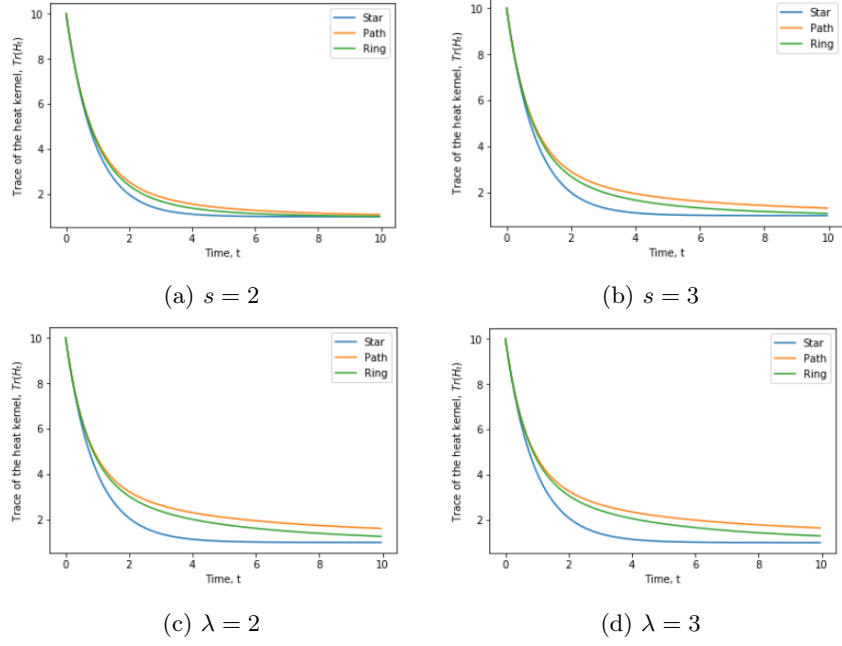 Trace of the heat kernel, Tr(Hₜ)
10
8
6
4
2
Star
Path
Ring
0 2 4 6 8 10
Time, t
(a) s = 2
Trace of the heat kernel, Tr(Hₜ)
10
8
6
4
2
Star
Path
Ring
0 2 4 6 8 10
Time, t
(b) s = 3
Trace of the heat kernel, Tr(Hₜ)
10
8
6
4
2
Star
Path
Ring
0 2 4 6 8 10
Time, t
(c) λ = 2
Trace of the heat kernel, Tr(Hₜ)
10
8
6
4
2
Star
Path
Ring
0 2 4 6 8 10
Time, t
(d) λ = 3